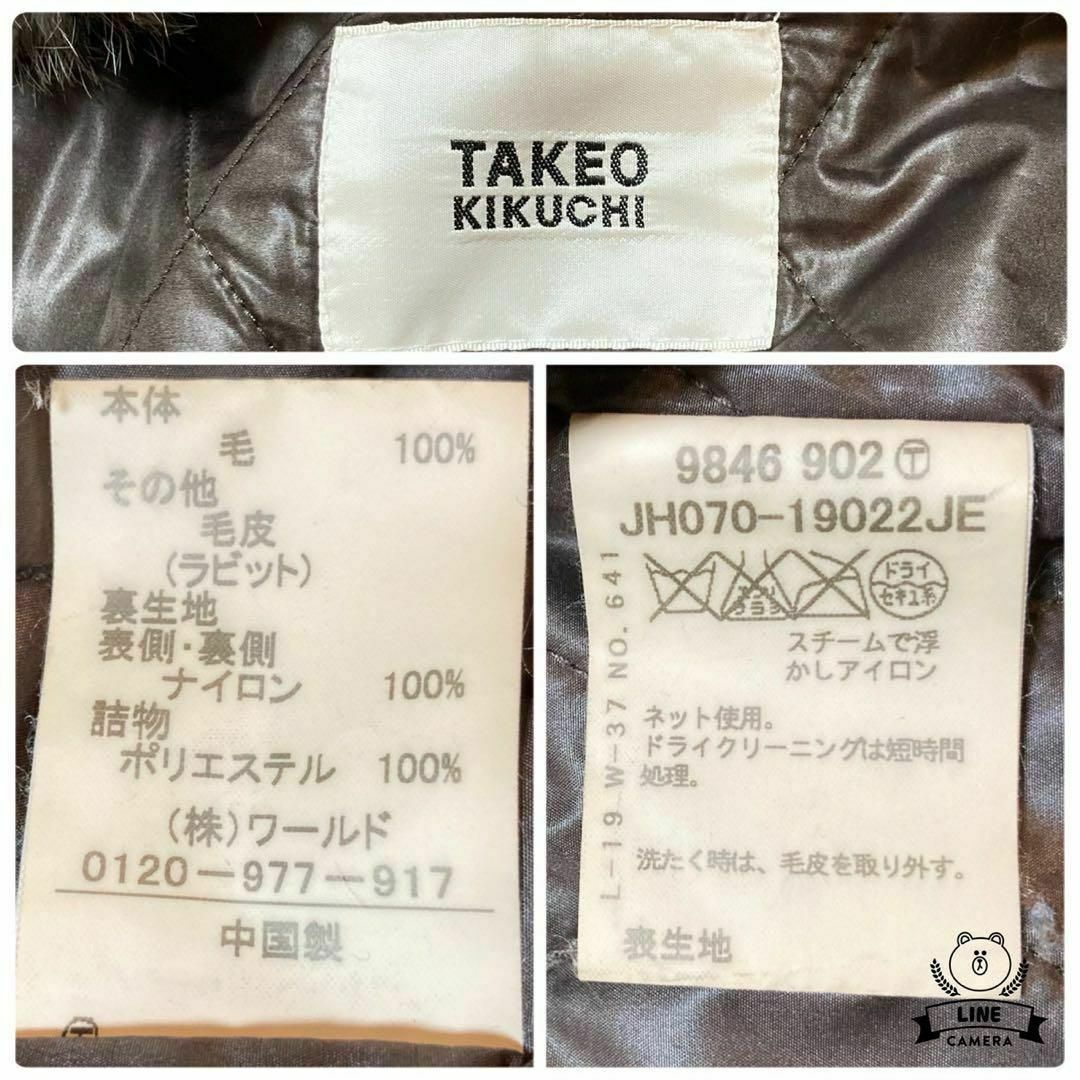 TAKEO
KIKUCHI
本体
毛 100%
その他
毛皮
(ラビット)
裏生地
表側・裏側
ナイロン 100%
詰物
ポリエステル 100%
(株)ワールド
0120-977-917
中国製
9846 902 T
JH070-19022JE
ドライ
セキユ系
スチームで浮
かしアイロン
ネット使用。
ドライクリーニングは短時間
処理。
洗たく時は、毛皮を取り外す。
表生地
L-19 W-37 NO.641
LINE
CAMERA